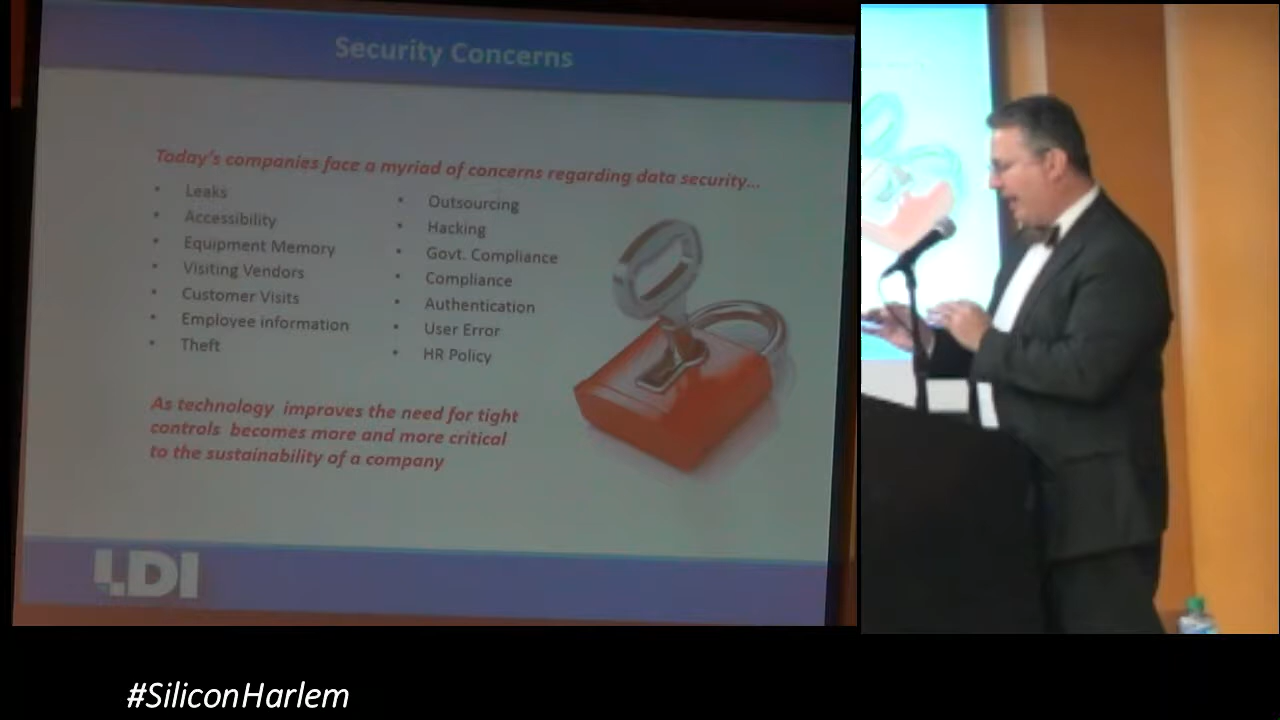 Security Concerns
Today's companies face a myriad of concerns regarding data security...
• Leaks
• Accessibility
• Equipment Memory
• Visiting Vendors
• Customer Visits
• Employee information
• Theft
• Outsourcing
• Hacking
• Govt. Compliance
• Compliance
• Authentication
• User Error
• HR Policy
As technology improves the need for tight
controls becomes more and more critical
to the sustainability of a company
LDI
#SiliconHarlem